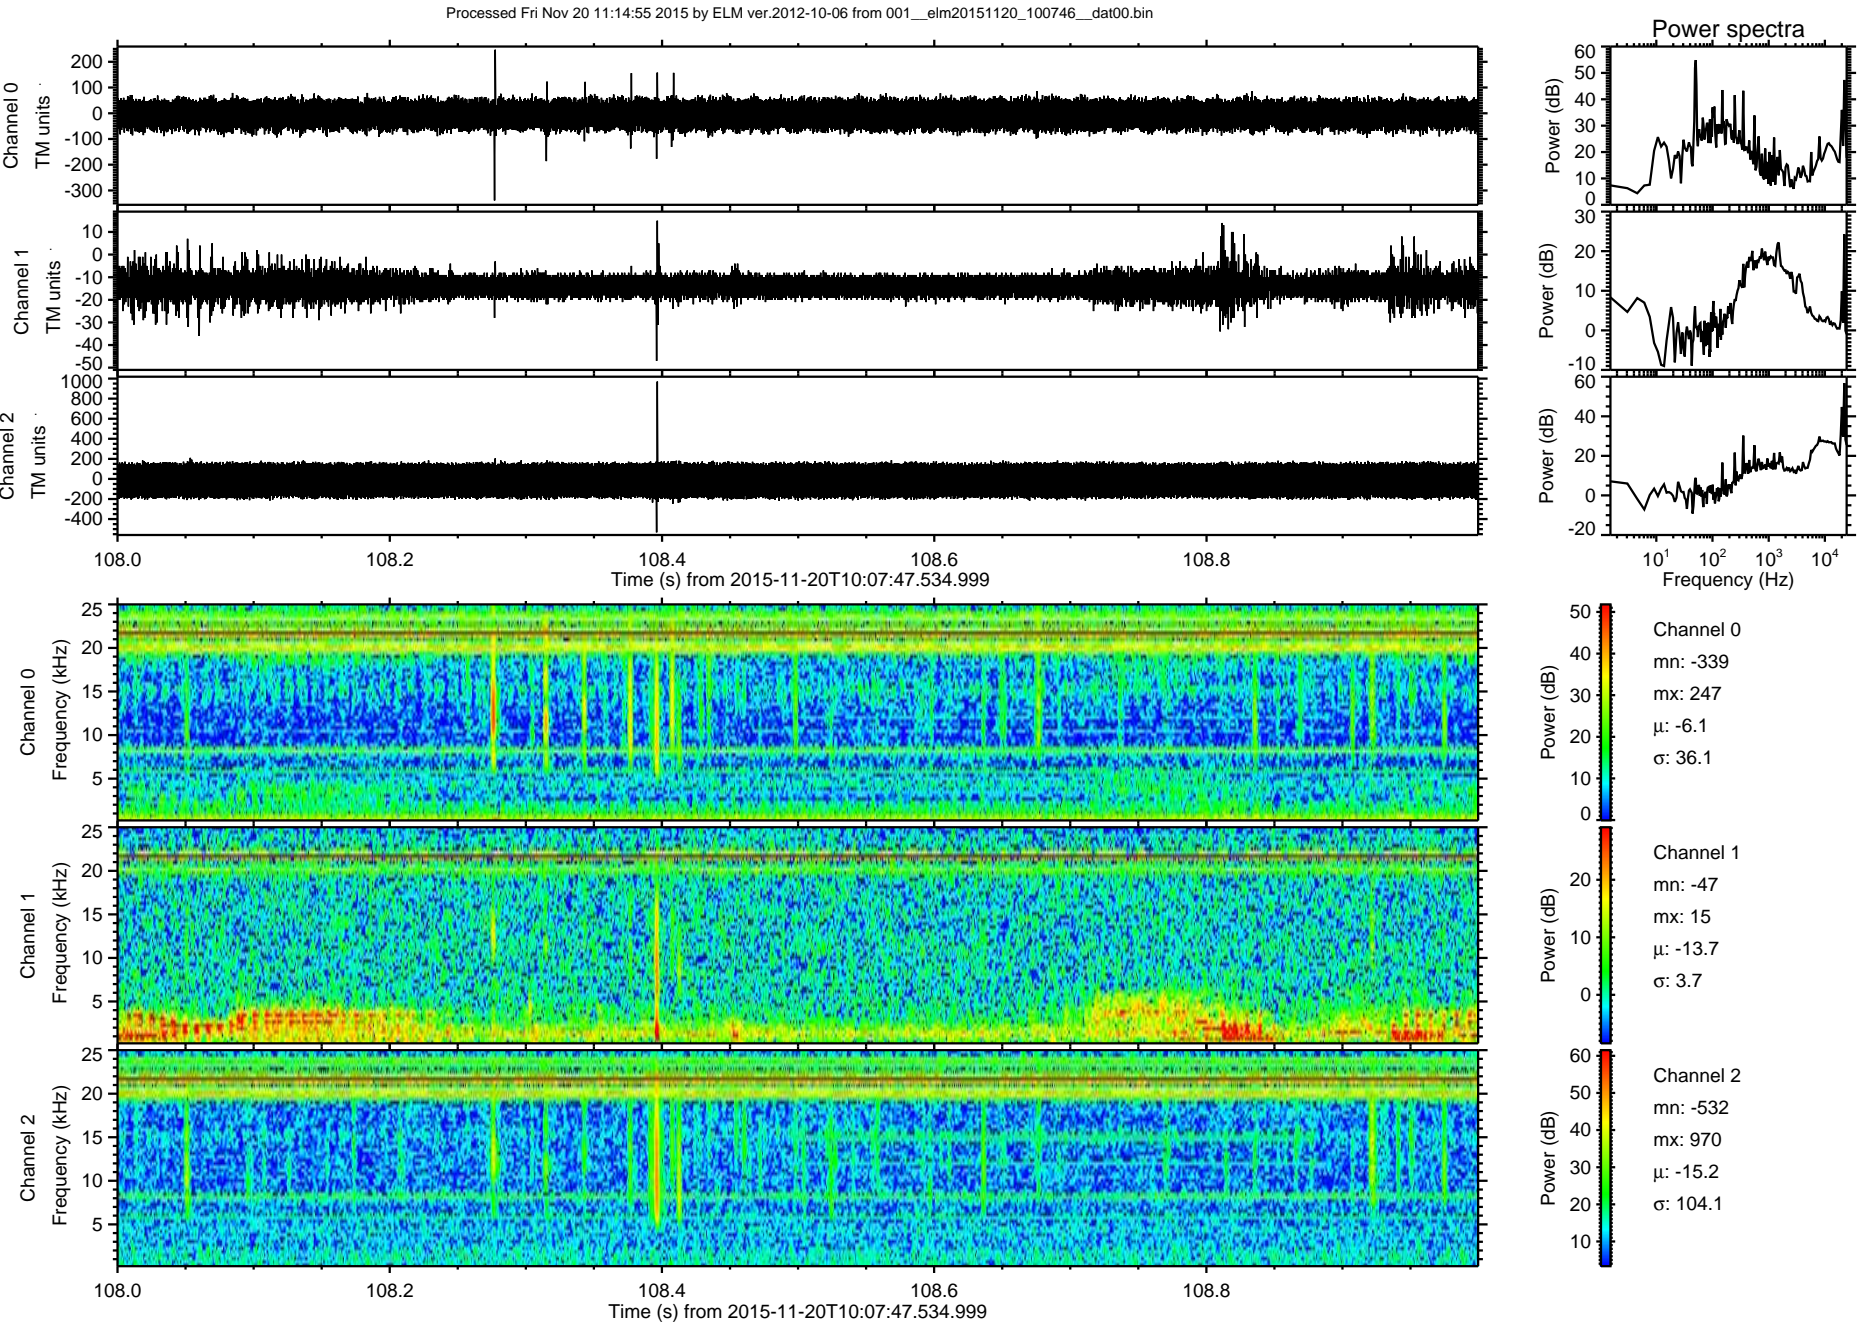 Processed Fri Nov 20 11:14:55 2015 by ELM ver.2012-10-06 from 001__elm20151120_100746__dat00.bin
Power spectra
Channel 0
TM units
200
100
0
-100
-200
-300
Power (dB)
60
50
40
30
20
10
0
Channel 1
TM units
10
0
-10
-20
-30
-40
-50
Power (dB)
30
20
10
0
-10
Channel 2
TM units
1000
800
600
400
200
0
-200
-400
Power (dB)
60
40
20
0
-20
108.0 108.2 108.4 108.6 108.8
Time (s) from 2015-11-20T10:07:47.534.999
10¹ 10² 10³ 10⁴
Frequency (Hz)
Channel 0
Frequency (kHz)
25
20
15
10
5
Power (dB)
50
40
30
20
10
0
Channel 0
mn: -339
mx: 247
μ: -6.1
σ: 36.1
Channel 1
Frequency (kHz)
25
20
15
10
5
Power (dB)
20
10
0
Channel 1
mn: -47
mx: 15
μ: -13.7
σ: 3.7
Channel 2
Frequency (kHz)
25
20
15
10
5
Power (dB)
60
50
40
30
20
10
Channel 2
mn: -532
mx: 970
μ: -15.2
σ: 104.1
108.0 108.2 108.4 108.6 108.8
Time (s) from 2015-11-20T10:07:47.534.999